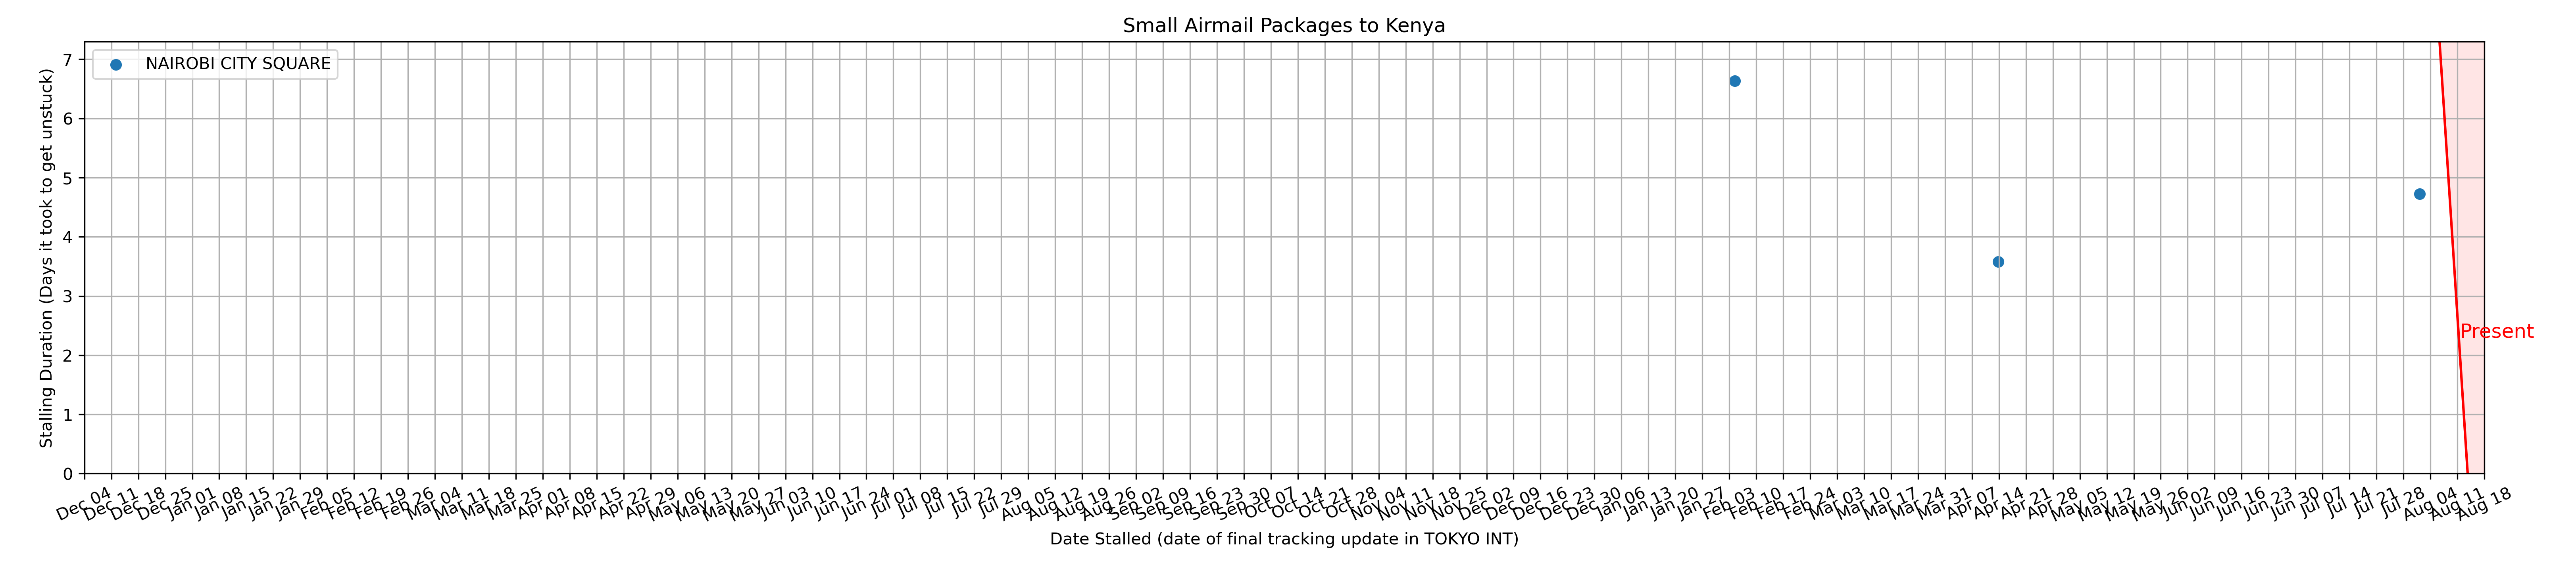 Small Airmail Packages to Kenya
NAIROBI CITY SQUARE
7
6
5
4
3
2
1
0
Stalling Duration (Days it took to get unstuck)
Present
Dec 04
Dec 11
Dec 18
Dec 25
Jan 01
Jan 08
Jan 15
Jan 22
Jan 29
Feb 05
Feb 12
Feb 19
Feb 26
Mar 04
Mar 11
Mar 18
Mar 25
Apr 01
Apr 08
Apr 15
Apr 22
Apr 29
May 06
May 13
May 20
May 27
Jun 03
Jun 10
Jun 17
Jun 24
Jul 01
Jul 08
Jul 15
Jul 22
Jul 29
Aug 05
Aug 12
Aug 19
Aug 26
Sep 02
Sep 09
Sep 16
Sep 23
Sep 30
Oct 07
Oct 14
Oct 21
Oct 28
Nov 04
Nov 11
Nov 18
Nov 25
Dec 02
Dec 09
Dec 16
Dec 23
Dec 30
Jan 06
Jan 13
Jan 20
Jan 27
Feb 03
Feb 10
Feb 17
Feb 24
Mar 03
Mar 10
Mar 17
Mar 24
Mar 31
Apr 07
Apr 14
Apr 21
Apr 28
May 05
May 12
May 19
May 26
Jun 02
Jun 09
Jun 16
Jun 23
Jun 30
Jul 07
Jul 14
Jul 21
Jul 28
Aug 04
Aug 11
Aug 18
Date Stalled (date of final tracking update in TOKYO INT)